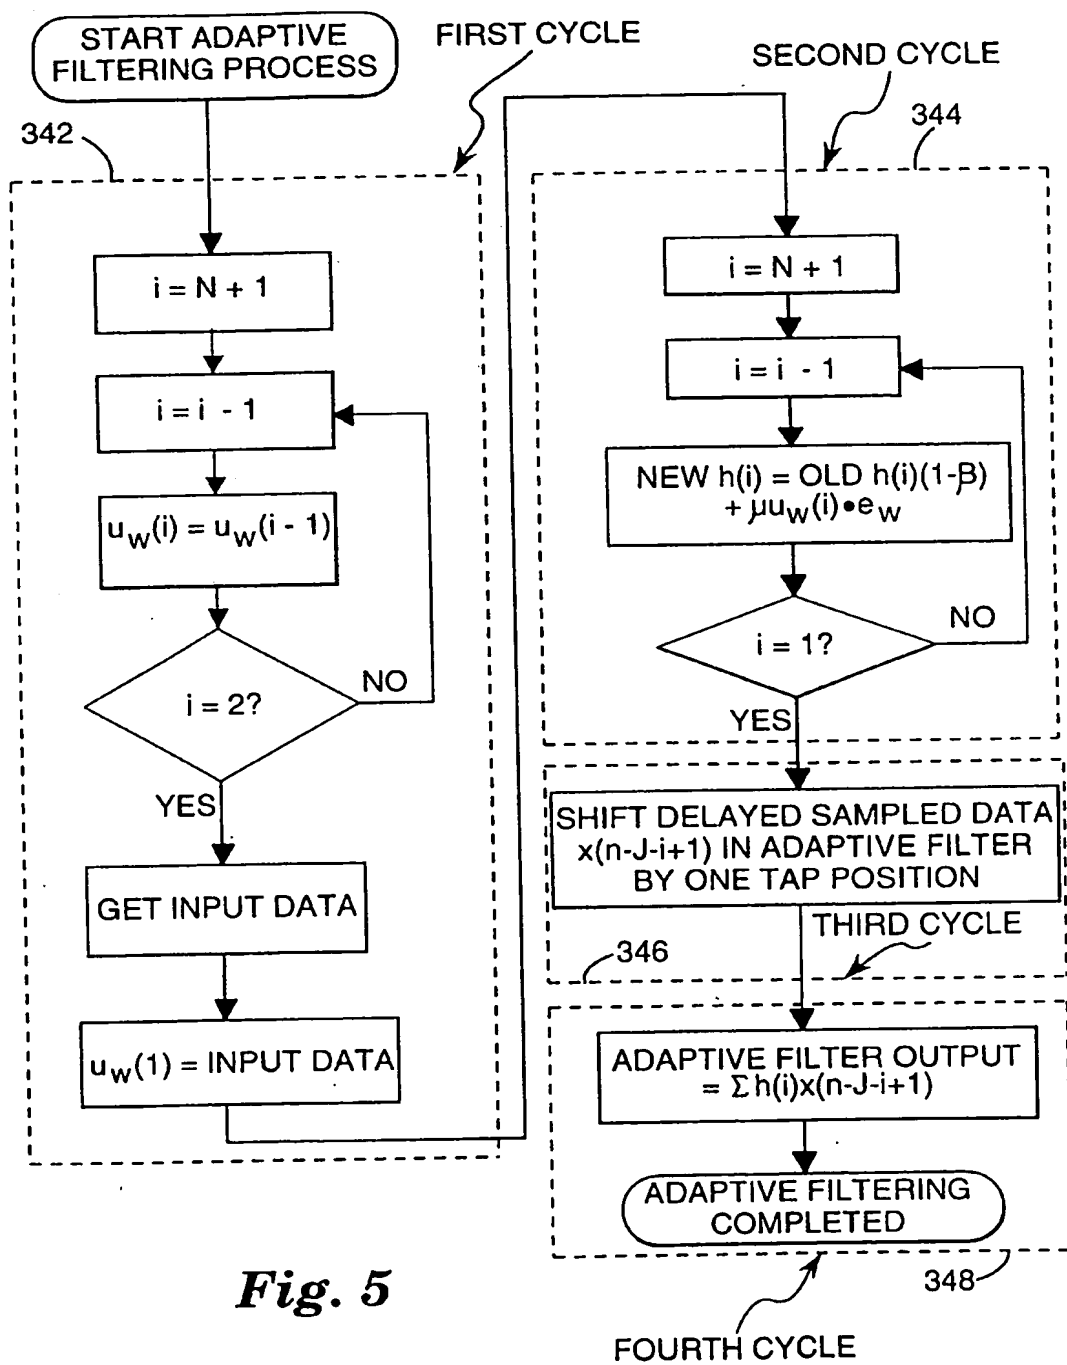 START ADAPTIVE
FILTERING PROCESS
FIRST CYCLE
342
i = N + 1
i = i - 1
u_w(i) = u_w(i - 1)
i = 2?
NO
YES
GET INPUT DATA
u_w(1) = INPUT DATA
SECOND CYCLE
344
i = N + 1
i = i - 1
NEW h(i) = OLD h(i)(1-β)
+ μu_w(i)•e_w
i = 1?
NO
YES
SHIFT DELAYED SAMPLED DATA
x(n-J-i+1) IN ADAPTIVE FILTER
BY ONE TAP POSITION
THIRD CYCLE
346
ADAPTIVE FILTER OUTPUT
= Σh(i)x(n-J-i+1)
ADAPTIVE FILTERING
COMPLETED
348
FOURTH CYCLE
Fig. 5